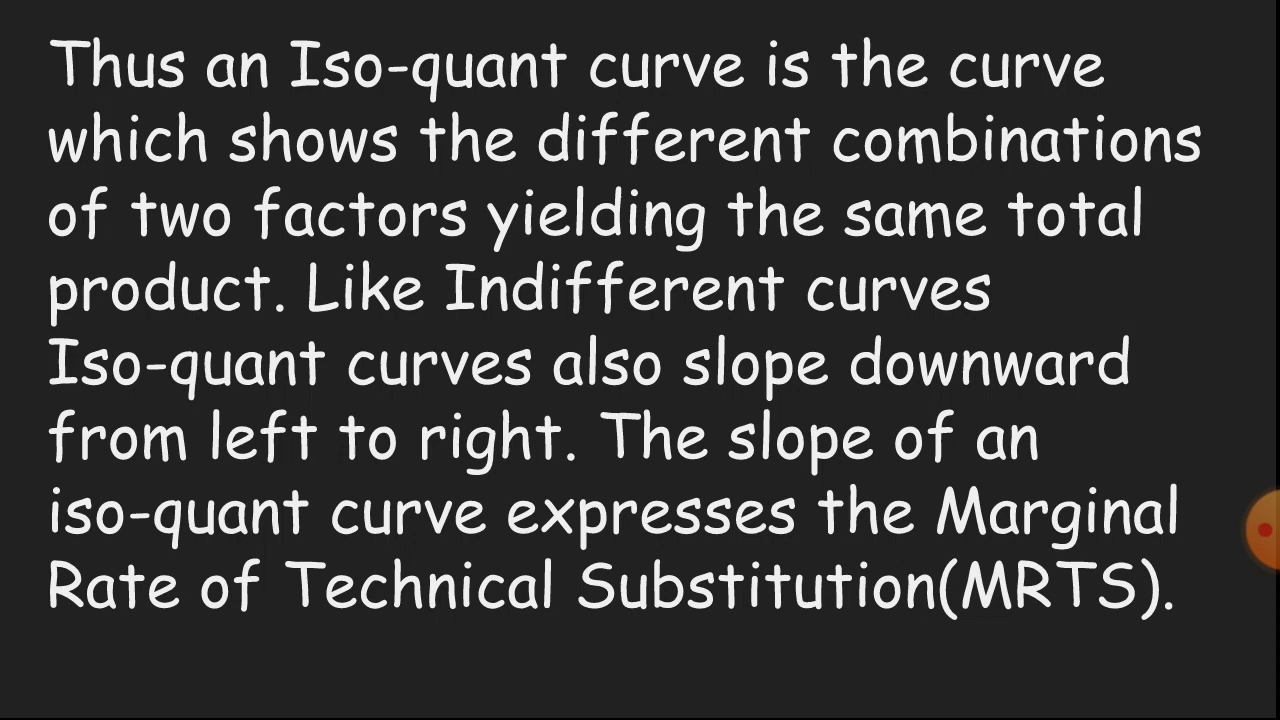 Thus an Iso-quant curve is the curve
which shows the different combinations
of two factors yielding the same total
product. Like Indifferent curves
Iso-quant curves also slope downward
from left to right. The slope of an
iso-quant curve expresses the Marginal
Rate of Technical Substitution(MRTS).